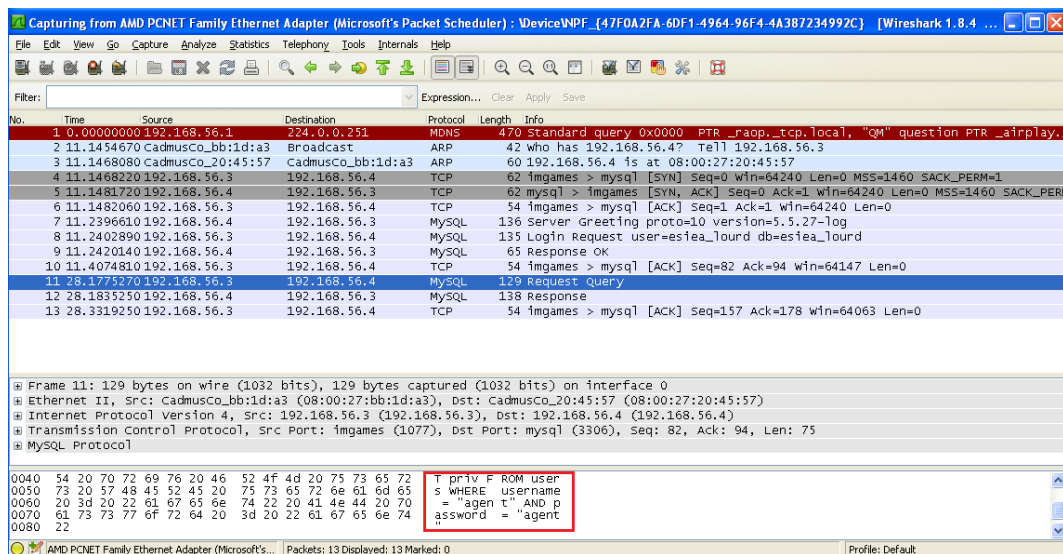 Capturing from AMD PCNET Family Ethernet Adapter (Microsoft's Packet Scheduler) : \Device\NPF_{47F0A2FA-6DF1-4964-96F4-4A387234992C} [Wireshark 1.8.4 ...
File Edit View Go Capture Analyze Statistics Telephony Tools Internals Help
Filter: Expression... Clear Apply Save
No. Time Source Destination Protocol Length Info
1 0.00000000 192.168.56.1 224.0.0.251 MDNS 470 Standard query 0x0000 PTR _raop._tcp.local, "QM" question PTR _airplay.
2 11.1454670 CadmusCo_bb:1d:a3 Broadcast ARP 42 Who has 192.168.56.4? Tell 192.168.56.3
3 11.1468080 CadmusCo_20:45:57 CadmusCo_bb:1d:a3 ARP 60 192.168.56.4 is at 08:00:27:20:45:57
4 11.1468220 192.168.56.3 192.168.56.4 TCP 62 imgames > mysql [SYN] Seq=0 Win=64240 Len=0 MSS=1460 SACK_PERM=1
5 11.1481720 192.168.56.4 192.168.56.3 TCP 62 mysql > imgames [SYN, ACK] Seq=0 Ack=1 Win=64240 Len=0 MSS=1460 SACK_PER
6 11.1482060 192.168.56.3 192.168.56.4 TCP 54 imgames > mysql [ACK] Seq=1 Ack=1 Win=64240 Len=0
7 11.2396610 192.168.56.4 192.168.56.3 MySQL 136 Server Greeting proto=10 version=5.5.27-log
8 11.2402890 192.168.56.3 192.168.56.4 MySQL 135 Login Request user=esiea_lourd db=esiea_lourd
9 11.2420140 192.168.56.4 192.168.56.3 MySQL 65 Response OK
10 11.4074810 192.168.56.3 192.168.56.4 TCP 54 imgames > mysql [ACK] Seq=82 Ack=94 Win=64147 Len=0
11 28.1775270 192.168.56.3 192.168.56.4 MySQL 129 Request Query
12 28.1835250 192.168.56.4 192.168.56.3 MySQL 138 Response
13 28.3319250 192.168.56.3 192.168.56.4 TCP 54 imgames > mysql [ACK] Seq=157 Ack=178 Win=64063 Len=0
Frame 11: 129 bytes on wire (1032 bits), 129 bytes captured (1032 bits) on interface 0
Ethernet II, Src: CadmusCo_bb:1d:a3 (08:00:27:bb:1d:a3), Dst: CadmusCo_20:45:57 (08:00:27:20:45:57)
Internet Protocol Version 4, Src: 192.168.56.3 (192.168.56.3), Dst: 192.168.56.4 (192.168.56.4)
Transmission Control Protocol, Src Port: imgames (1077), Dst Port: mysql (3306), Seq: 82, Ack: 94, Len: 75
MySQL Protocol
0040 54 20 70 72 69 76 20 46 52 4f 4d 20 75 73 65 72 T priv F ROM user
0050 73 20 57 48 45 52 45 20 75 73 65 72 6e 61 6d 65 s WHERE username
0060 20 3d 20 22 61 67 65 6e 74 22 20 41 4e 44 20 70 = "agen t" AND p
0070 61 73 73 77 6f 72 64 20 3d 20 22 61 67 65 6e 74 assword = "agent
0080 22 "
AMD PCNET Family Ethernet Adapter (Microsoft's... Packets: 13 Displayed: 13 Marked: 0 Profile: Default